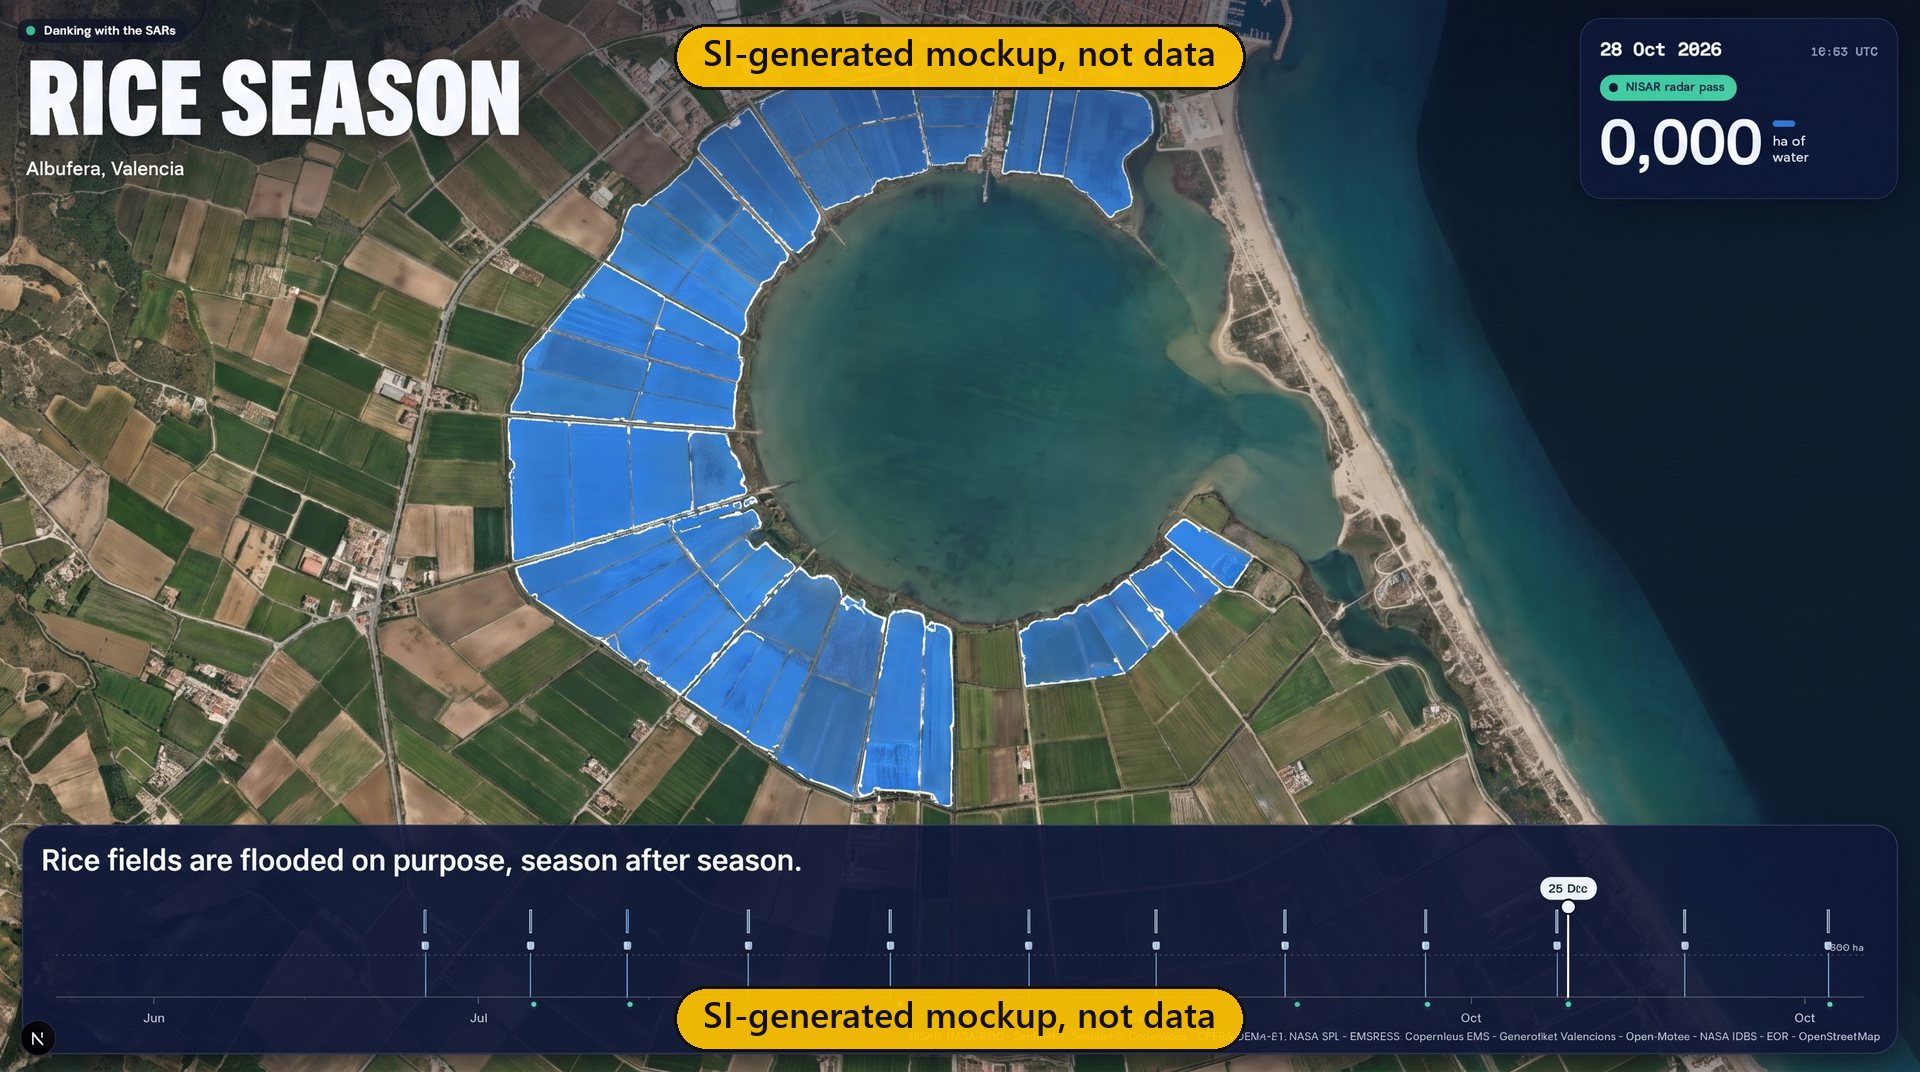 Danking with the SARs
RICE SEASON
Albufera, Valencia
SI-generated mockup, not data
28 Oct 2026
10:63 UTC
NISAR radar pass
0,000
ha of
water
Rice fields are flooded on purpose, season after season.
25 Dec
600 ha
Jun
Jul
Oct
Oct
SI-generated mockup, not data
NASA SPL - EMSRESS. Copernleus EMS - Generotiket Valencions - Open-Motee - NASA IDBS - EOR - OpenStreetMap
N